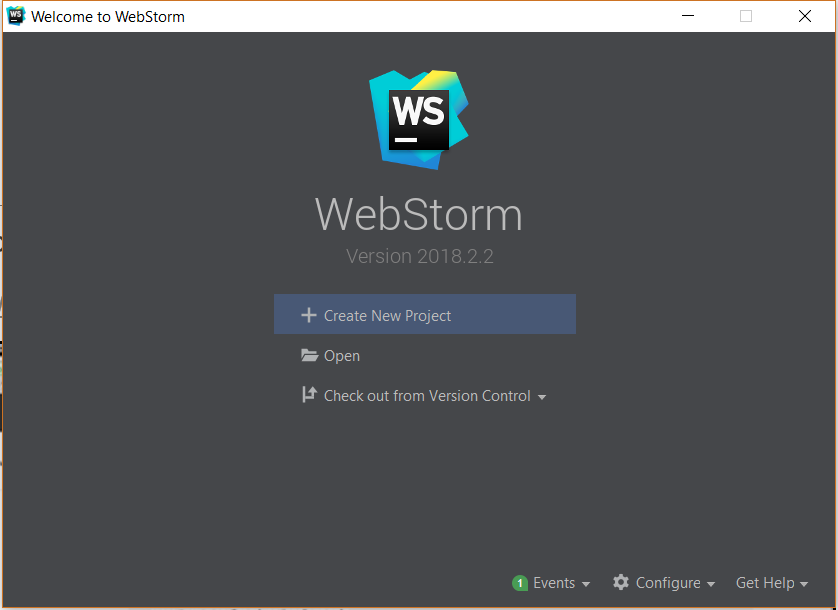 Welcome to WebStorm
WS
WebStorm
Version 2018.2.2
Create New Project
Open
Check out from Version Control
1 Events
Configure
Get Help